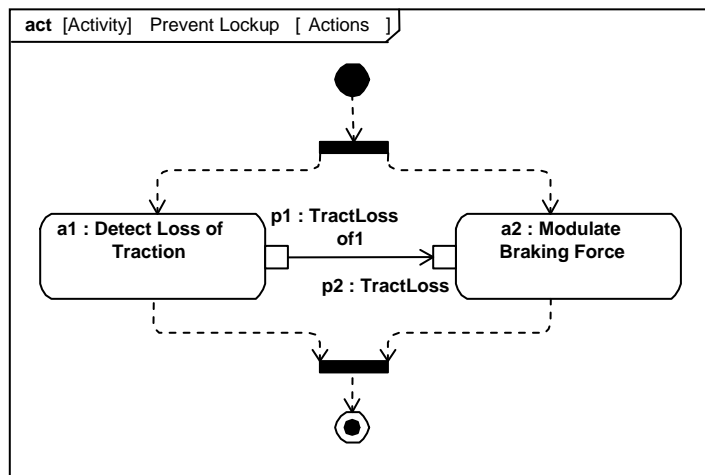 act [Activity] Prevent Lockup [ Actions ]
a1 : Detect Loss of
Traction
p1 : TractLoss
of1
p2 : TractLoss
a2 : Modulate
Braking Force